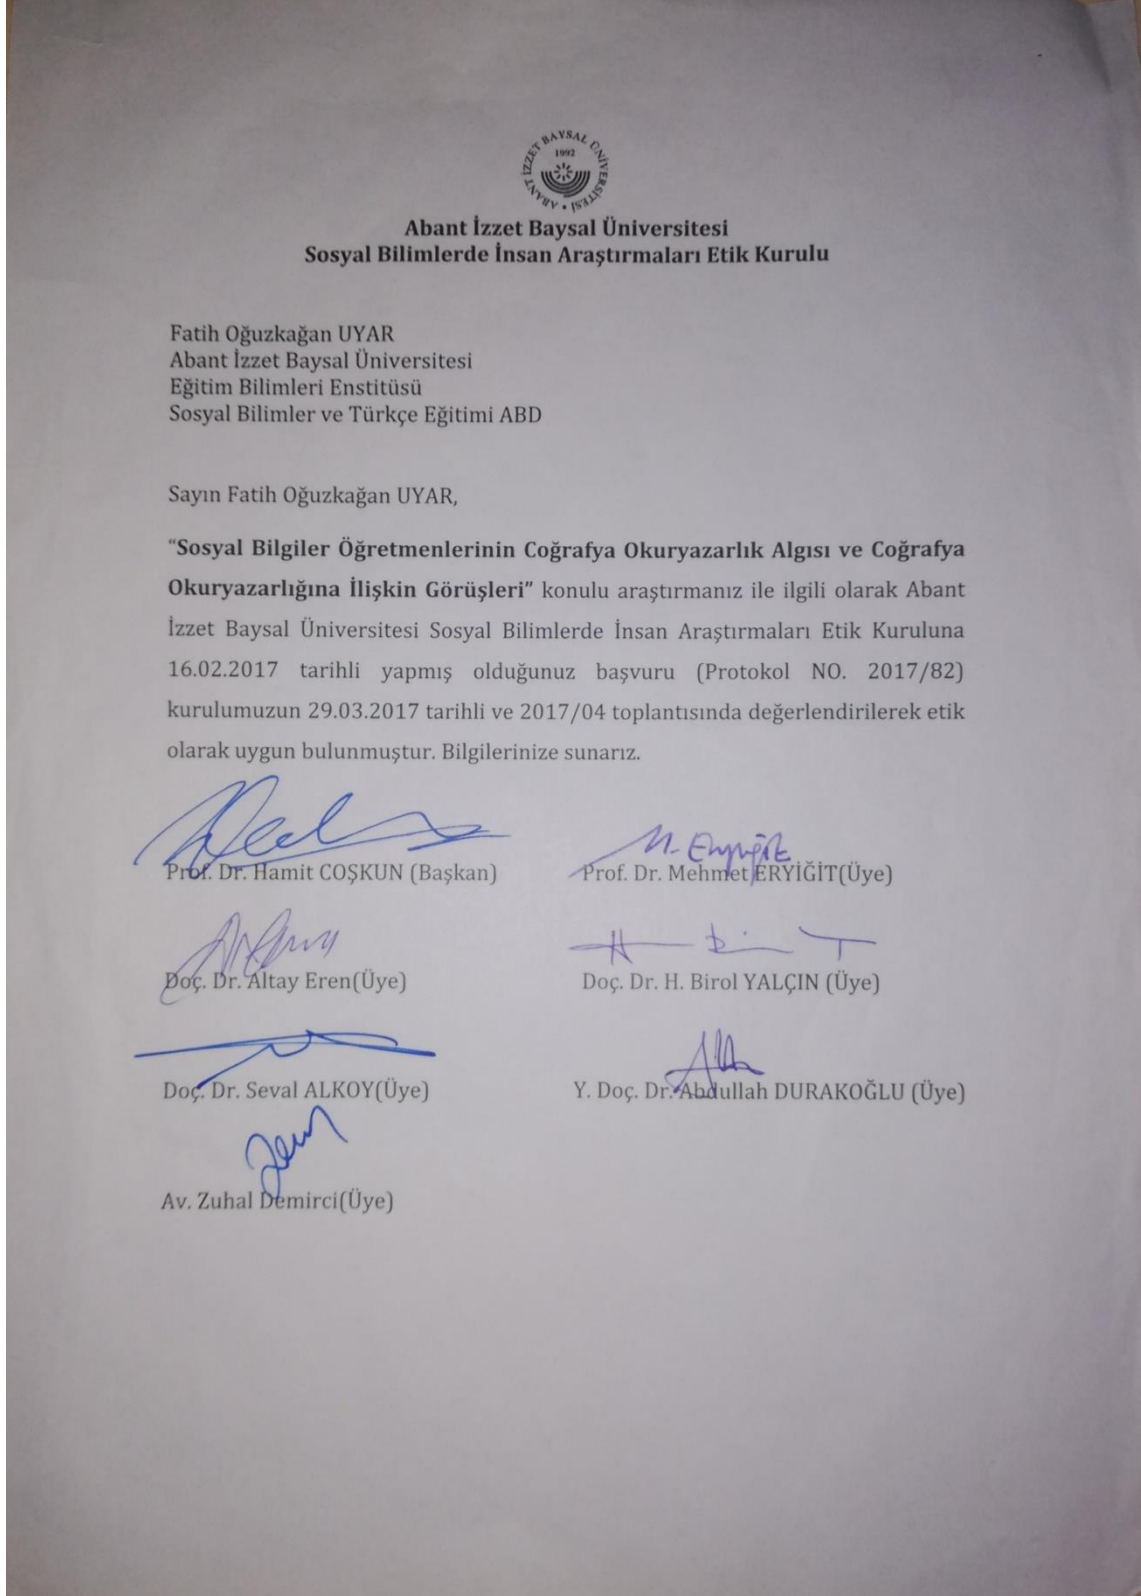 ABANT İZZET BAYSAL ÜNİVERSİTESİ
1992
Abant İzzet Baysal Üniversitesi
Sosyal Bilimlerde İnsan Araştırmaları Etik Kurulu
Fatih Oğuzkağan UYAR
Abant İzzet Baysal Üniversitesi
Eğitim Bilimleri Enstitüsü
Sosyal Bilimler ve Türkçe Eğitimi ABD
Sayın Fatih Oğuzkağan UYAR,
“Sosyal Bilgiler Öğretmenlerinin Coğrafya Okuryazarlık Algısı ve Coğrafya
Okuryazarlığına İlişkin Görüşleri” konulu araştırmanız ile ilgili olarak Abant
İzzet Baysal Üniversitesi Sosyal Bilimlerde İnsan Araştırmaları Etik Kuruluna
16.02.2017 tarihli yapmış olduğunuz başvuru (Protokol NO. 2017/82)
kurulumuzun 29.03.2017 tarihli ve 2017/04 toplantısında değerlendirilerek etik
olarak uygun bulunmuştur. Bilgilerinize sunarız.
M. Eryiğit
Prof. Dr. Hamit COŞKUN (Başkan) Prof. Dr. Mehmet ERYİĞİT(Üye)
Doç. Dr. Altay Eren(Üye) Doç. Dr. H. Birol YALÇIN (Üye)
Doç. Dr. Seval ALKOY(Üye) Y. Doç. Dr. Abdullah DURAKOĞLU (Üye)
Av. Zuhal Demirci(Üye)